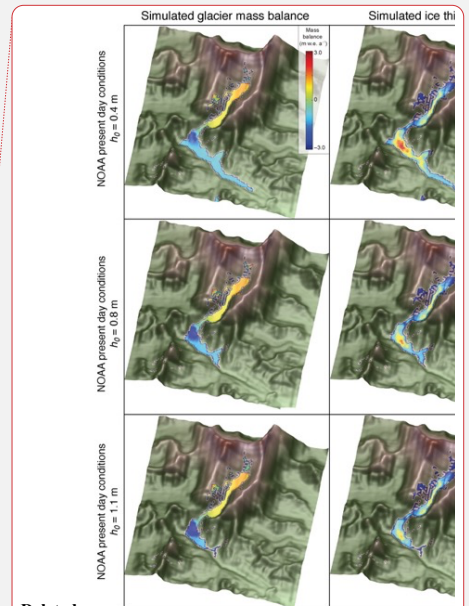 Simulated glacier mass balance
Simulated ice thi
Mass
balance
(m w.e. a⁻¹)
3.0
0
-3.0
NOAA present day conditions
h₀ = 0.4 m
NOAA present day conditions
h₀ = 0.8 m
NOAA present day conditions
h₀ = 1.1 m